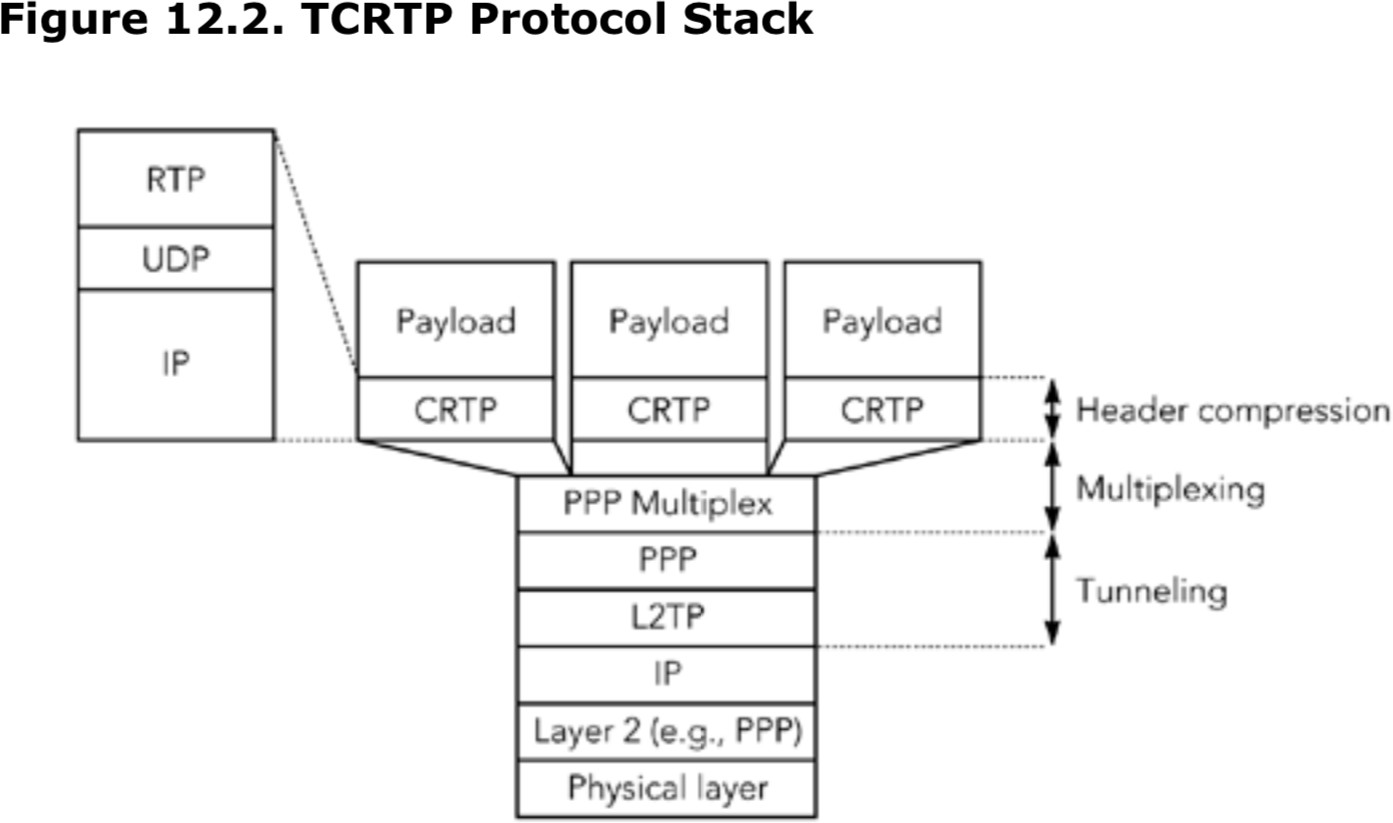 Figure 12.2. TCRTP Protocol Stack
RTP
UDP
IP
Payload Payload Payload
CRTP CRTP CRTP
Header compression
PPP Multiplex
Multiplexing
PPP
L2TP
Tunneling
IP
Layer 2 (e.g., PPP)
Physical layer